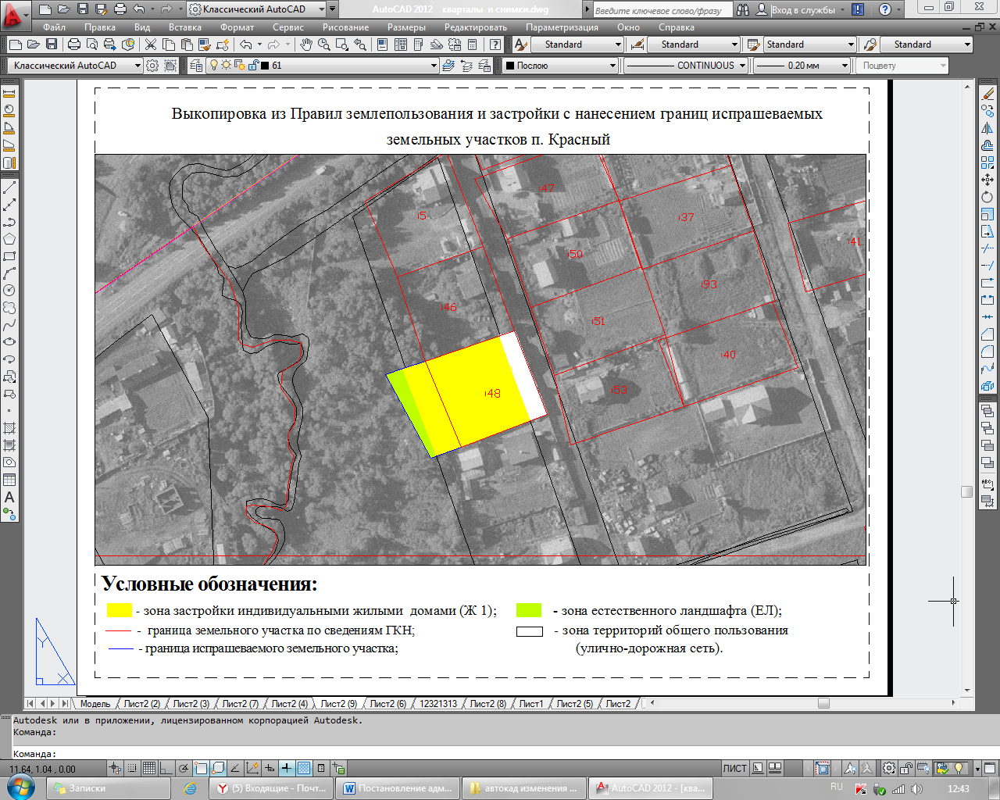 Классический AutoCAD
AutoCAD 2012 кварталы и снимки.dwg
Введите ключевое слово/фразу
Вход в службы
Файл Правка Вид Вставка Формат Сервис Рисование Размеры Редактировать Параметризация Окно Справка
Standard Standard Standard Standard
Классический AutoCAD 61 Послою CONTINUOUS 0.20 мм Поцвету
Выкопировка из Правил землепользования и застройки с нанесением границ испрашеваемых
земельных участков п. Красный
:47
:5
:37
:41
:50
:93
:46
:51
:40
:48
:53
Условные обозначения:
- зона застройки индивидуальными жилыми домами (Ж 1);
- зона естественного ландшафта (ЕЛ);
- граница земельного участка по сведениям ГКН;
- зона территорий общего пользования
- граница испрашеваемого земельного участка;
(улично-дорожная сеть).
Y
X
Модель Лист2 (2) Лист2 (3) Лист2 (7) Лист2 (4) Лист2 (9) Лист2 (6) 12321313 Лист2 (8) Лист1 Лист2 (5) Лист2
Autodesk или в приложении, лицензированном корпорацией Autodesk.
Команда:
Команда:
11.64, 1.04 , 0.00 ЛИСТ
Записки
(5) Входящие - Почт...
Постановление адм...
автокад изменения ...
AutoCAD 2012 - [ква...
RU
12:43